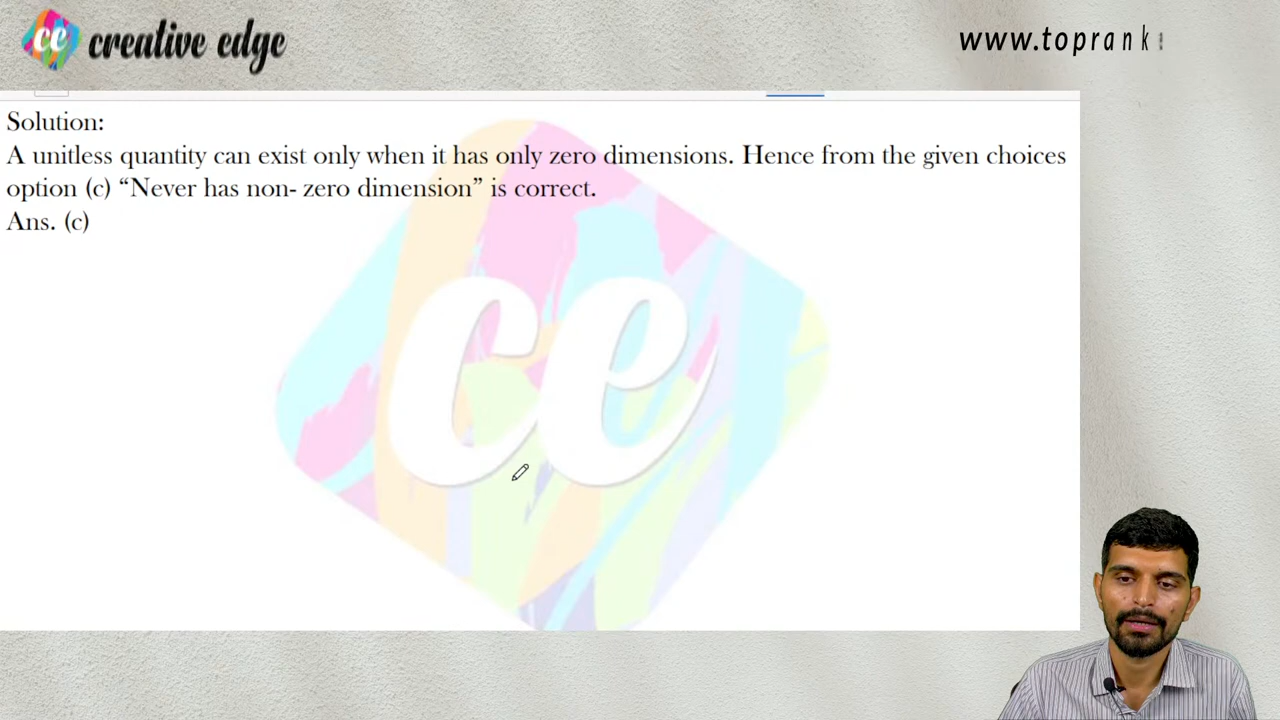 ce creative edge
www.toprank
Solution:
A unitless quantity can exist only when it has only zero dimensions. Hence from the given choices
option (c) “Never has non- zero dimension” is correct.
Ans. (c)
ce